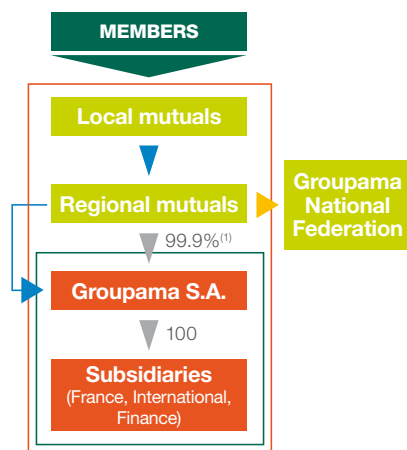 MEMBERS
Local mutuals
Regional mutuals
Groupama
National
Federation
99.9%(1)
Groupama S.A.
100
Subsidiaries
(France, International,
Finance)